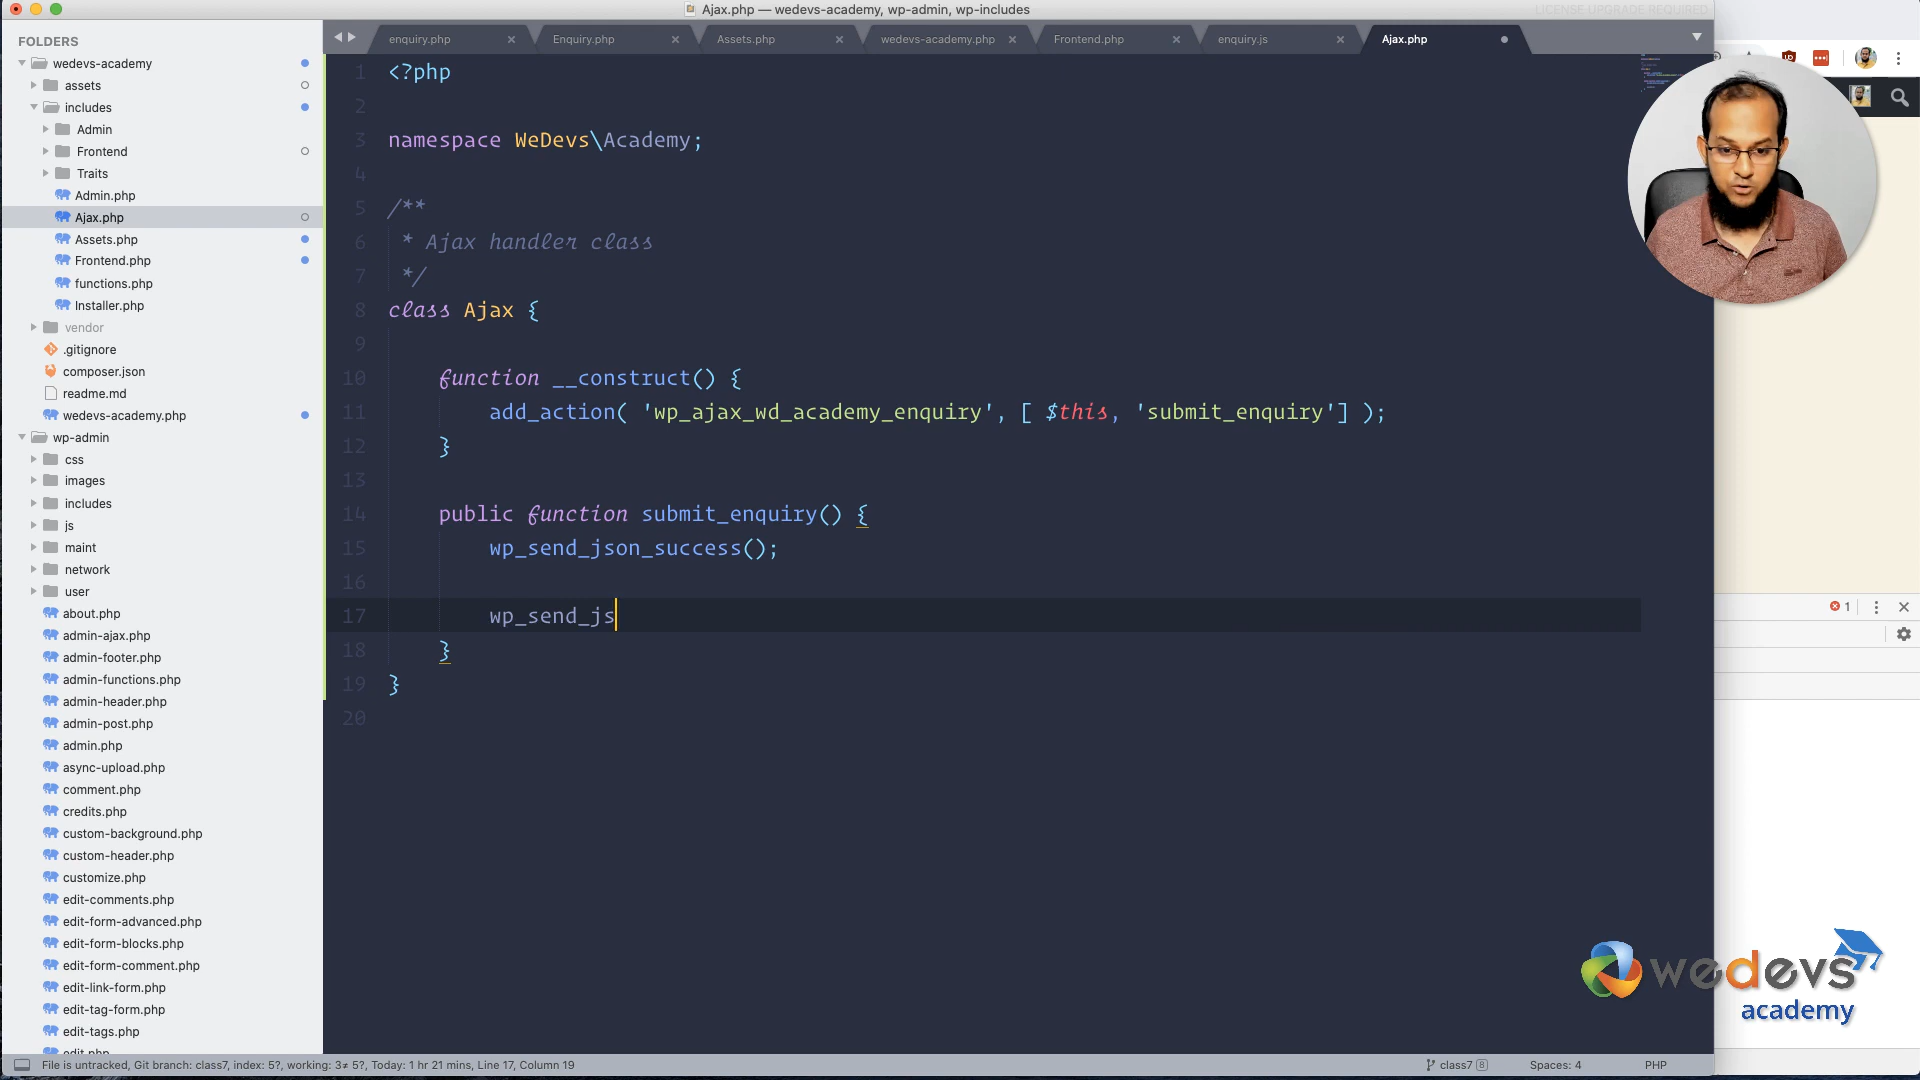 Ajax.php — wedevs-academy, wp-admin, wp-includes
LICENSE UPGRADE REQUIRED
FOLDERS
wedevs-academy
assets
includes
Admin
Frontend
Traits
Admin.php
Ajax.php
Assets.php
Frontend.php
functions.php
Installer.php
vendor
.gitignore
composer.json
readme.md
wedevs-academy.php
wp-admin
css
images
includes
js
maint
network
user
about.php
admin-ajax.php
admin-footer.php
admin-functions.php
admin-header.php
admin-post.php
admin.php
async-upload.php
comment.php
credits.php
custom-background.php
custom-header.php
customize.php
edit-comments.php
edit-form-advanced.php
edit-form-blocks.php
edit-form-comment.php
edit-link-form.php
edit-tag-form.php
edit-tags.php
edit.php
enquiry.php
Enquiry.php
Assets.php
wedevs-academy.php
Frontend.php
enquiry.js
Ajax.php
1 <?php
2
3 namespace WeDevs\Academy;
4
5 /**
6 * Ajax handler class
7 */
8 class Ajax {
9
10 function __construct() {
11 add_action( 'wp_ajax_wd_academy_enquiry', [ $this, 'submit_enquiry'] );
12 }
13
14 public function submit_enquiry() {
15 wp_send_json_success();
16
17 wp_send_js
18 }
19 }
20
1
wedevs
academy
File is untracked, Git branch: class7, index: 5?, working: 3≠ 5?, Today: 1 hr 21 mins, Line 17, Column 19
class7 8
Spaces: 4
PHP